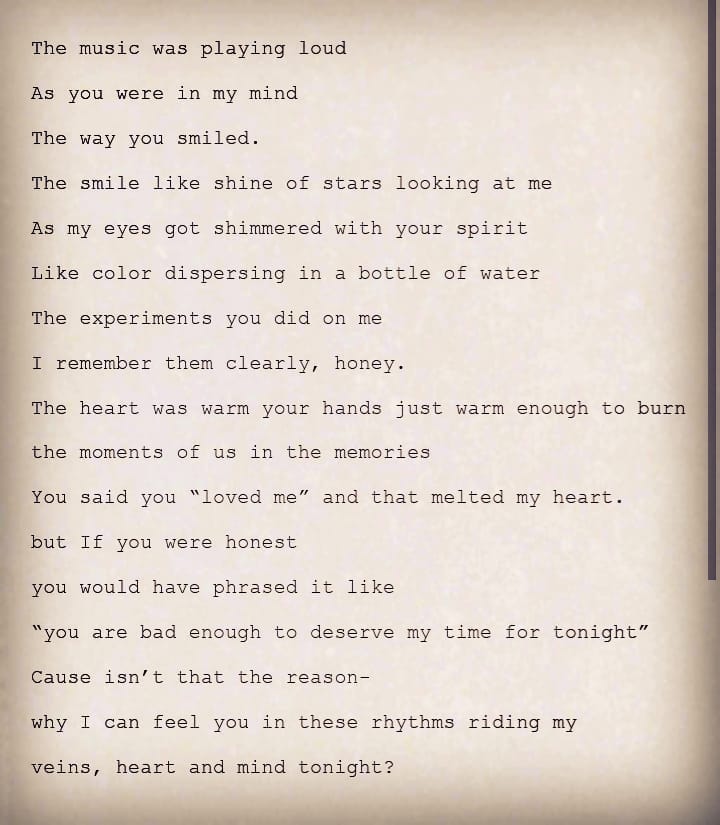 The music was playing loud
As you were in my mind
The way you smiled.
The smile like shine of stars looking at me
As my eyes got shimmered with your spirit
Like color dispersing in a bottle of water
The experiments you did on me
I remember them clearly, honey.
The heart was warm your hands just warm enough to burn
the moments of us in the memories
You said you “loved me” and that melted my heart.
but If you were honest
you would have phrased it like
“you are bad enough to deserve my time for tonight”
Cause isn’t that the reason–
why I can feel you in these rhythms riding my
veins, heart and mind tonight?